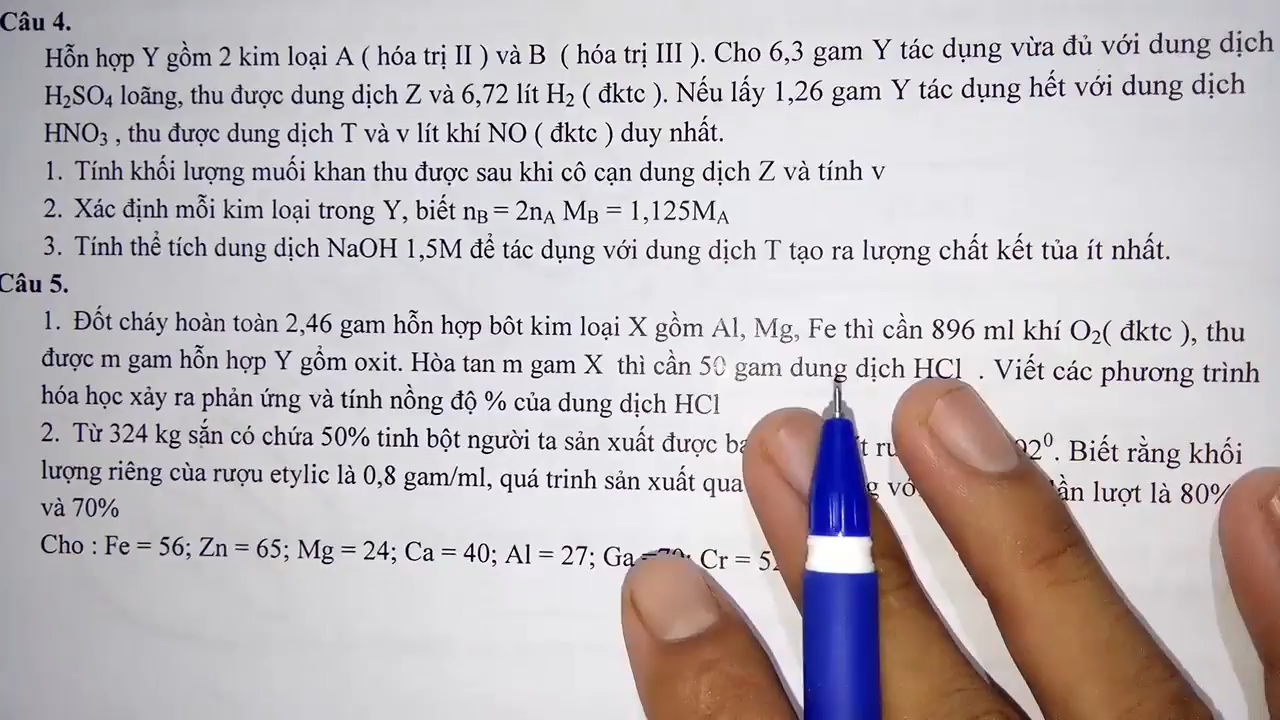 Câu 4.
Hỗn hợp Y gồm 2 kim loại A ( hóa trị II ) và B ( hóa trị III ). Cho 6,3 gam Y tác dụng vừa đủ với dung dịch
H₂SO₄ loãng, thu được dung dịch Z và 6,72 lít H₂ ( đktc ). Nếu lấy 1,26 gam Y tác dụng hết với dung dịch
HNO₃ , thu được dung dịch T và v lít khí NO ( đktc ) duy nhất.
1. Tính khối lượng muối khan thu được sau khi cô cạn dung dịch Z và tính v
2. Xác định mỗi kim loại trong Y, biết nB = 2nA MB = 1,125MA
3. Tính thể tích dung dịch NaOH 1,5M để tác dụng với dung dịch T tạo ra lượng chất kết tủa ít nhất.
Câu 5.
1. Đốt cháy hoàn toàn 2,46 gam hỗn hợp bôt kim loại X gồm Al, Mg, Fe thì cần 896 ml khí O₂( đktc ), thu
được m gam hỗn hợp Y gổm oxit. Hòa tan m gam X thì cần 50 gam dung dịch HCl . Viết các phương trình
hóa học xảy ra phản ứng và tính nồng độ % của dung dịch HCl
2. Từ 324 kg sắn có chứa 50% tinh bột người ta sản xuất được . Biết rằng khối
lượng riêng cùa rượu etylic là 0,8 gam/ml, quá trinh sản xuất qua lượt là 80%
và 70%
Cho : Fe = 56; Zn = 65; Mg = 24; Ca = 40; Al = 27; Cr =